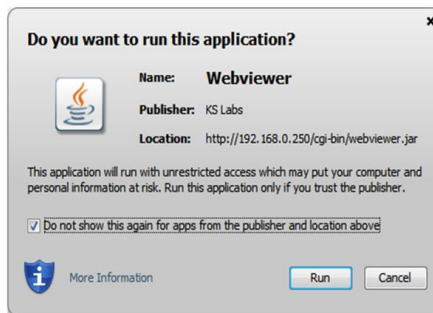 Do you want to run this application?
Name: Webviewer
Publisher: KS Labs
Location: http://192.168.0.250/cgi-bin/webviewer.jar
This application will run with unrestricted access which may put your computer and
personal information at risk. Run this application only if you trust the publisher.
Do not show this again for apps from the publisher and location above
More Information
Run
Cancel